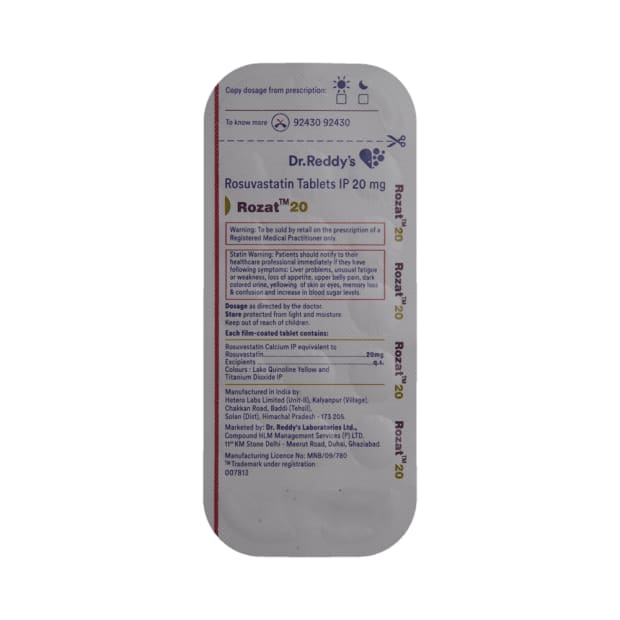 Copy dosage from prescription:
To know more 92430 92430
Dr.Reddy's
Rosuvastatin Tablets IP 20 mg
Rozat™20
Warning: To be sold by retail on the prescription of a
Registered Medical Practitioner only.
Statin Warning: Patients should notify to their
healthcare professional immediately if they have
following symptoms: Liver problems, unusual fatigue
or weakness, loss of appetite, upper belly pain, dark
colored urine, yellowing of skin or eyes, memory loss
& confusion and increase in blood sugar levels.
Dosage as directed by the doctor.
Store protected from light and moisture.
Keep out of reach of children.
Each film-coated tablet contains:
Rosuvastatin Calcium IP equivalent to
Rosuvastatin 20mg
Excipients q.s.
Colours : Lake Quinoline Yellow and
Titanium Dioxide IP
Manufactured in India by:
Hetero Labs Limited (Unit-II), Kalyanpur (Village),
Chakkan Road, Baddi (Tehsil),
Solan (Dist), Himachal Pradesh - 173 205.
Marketed by: Dr. Reddy's Laboratories Ltd.,
Compound HLM Management Services (P) LTD.
11th KM Stone Delhi - Meerut Road, Duhai, Ghaziabad.
Manufacturing Licence No: MNB/09/780
™Trademark under registration
007813
Rozat™20
Rozat™20
Rozat™20
Rozat™20